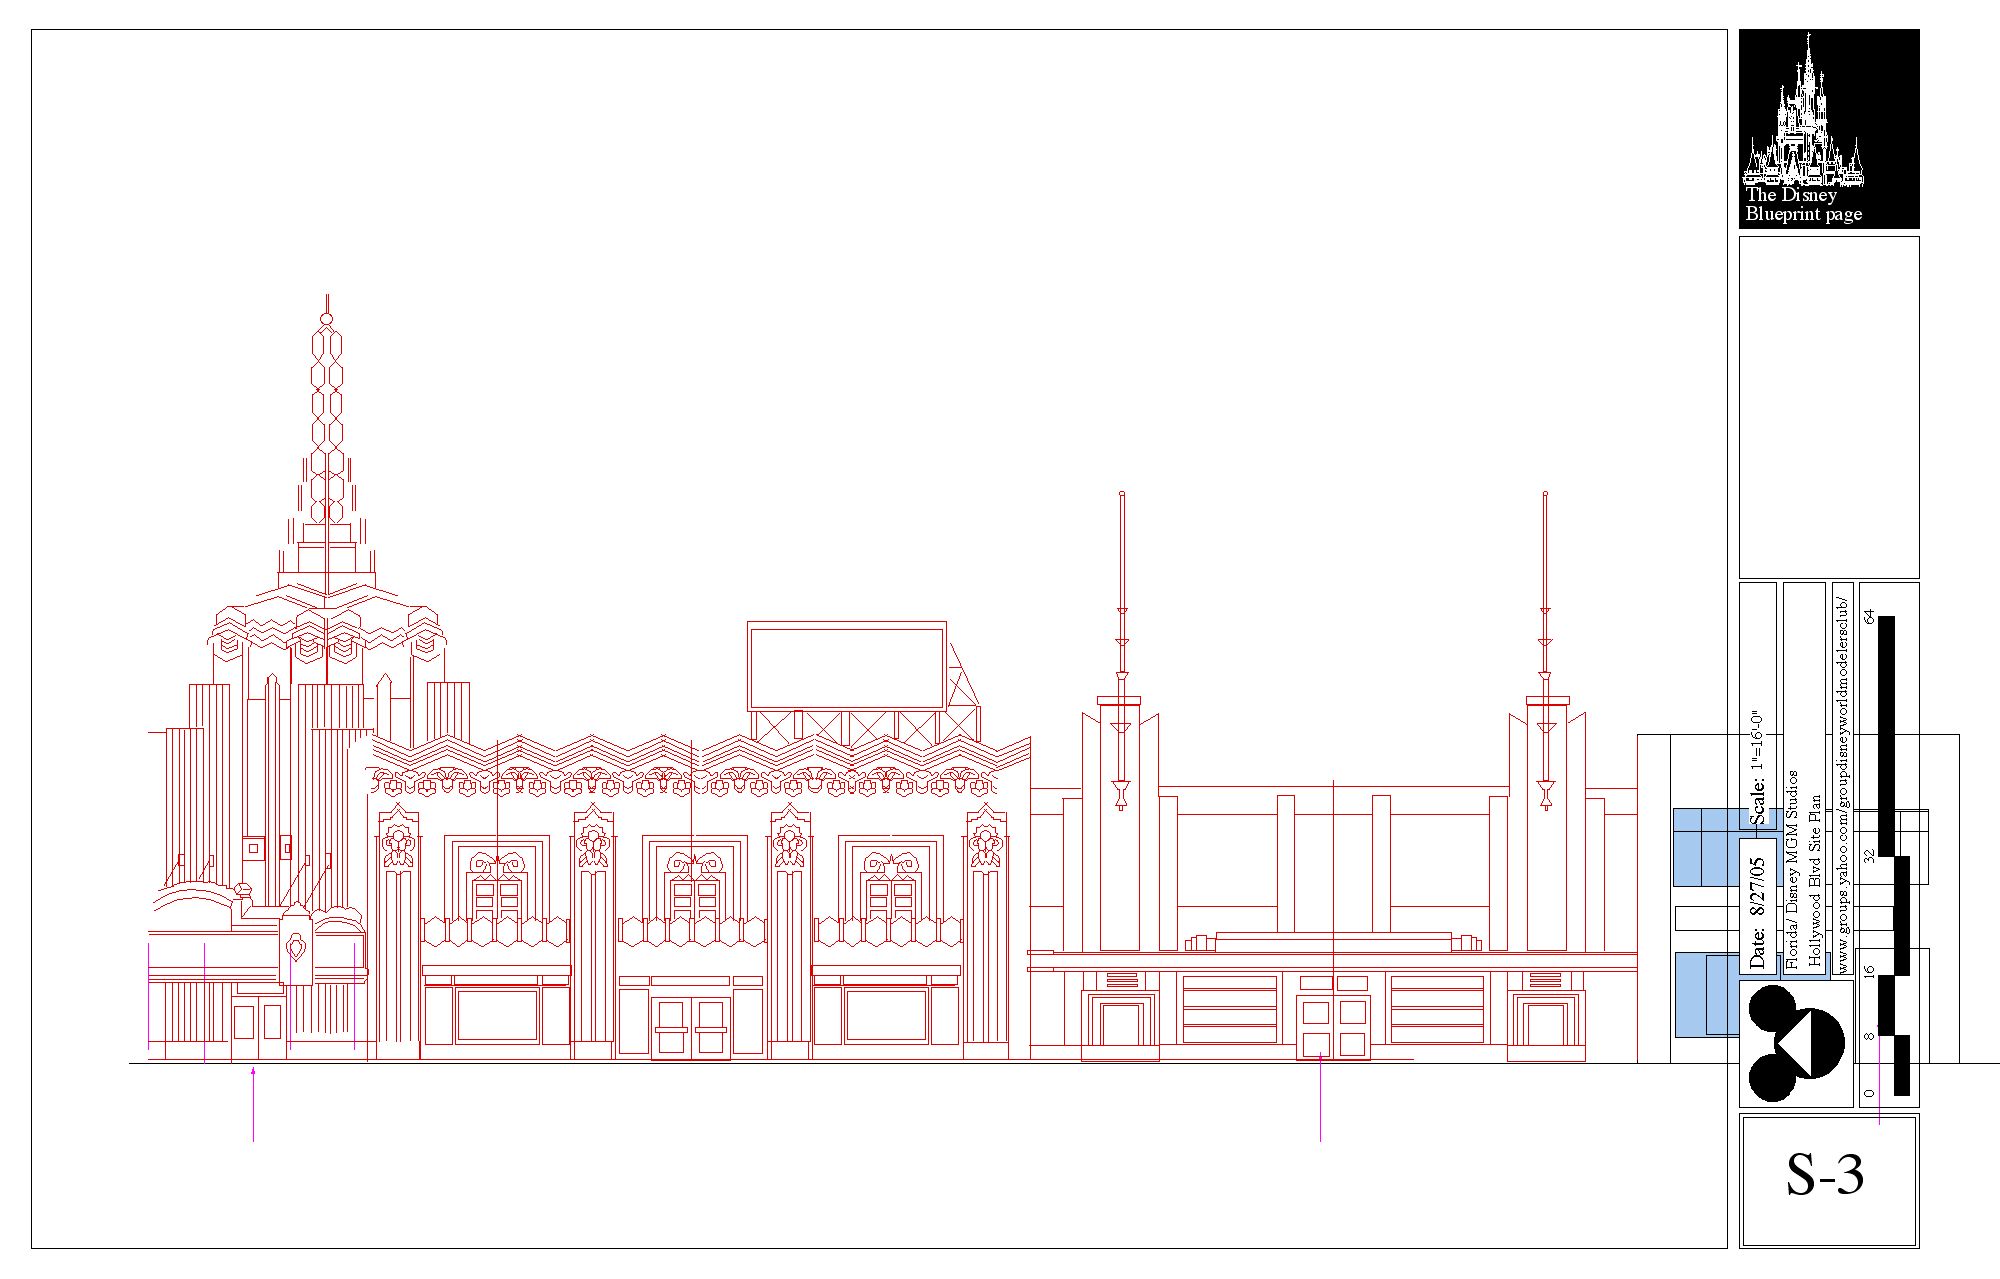 The Disney
Blueprint page
Scale: 1"=16'-0"
Date: 8/27/05
Florida/ Disney MGM Studios
Hollywood Blvd Site Plan
www.groups.yahoo.com/groupdisneyworldmodelersclub/
64
32
16
8
0
S-3